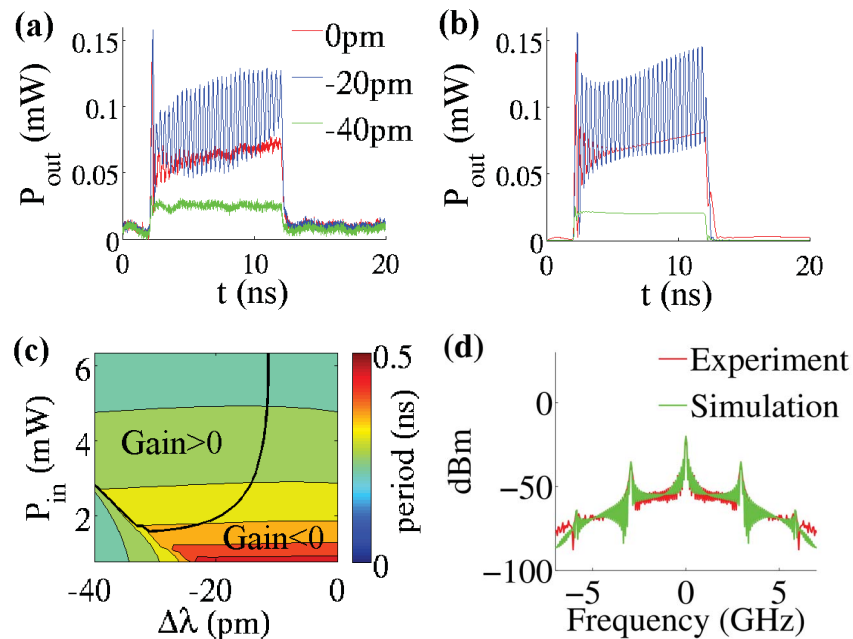 (a)
0.15
0.1
0.05
0
P_out (mW)
0pm
-20pm
-40pm
0
10
20
t (ns)
(b)
0.15
0.1
0.05
0
P_out (mW)
0
10
20
t (ns)
(c)
6
4
2
P_in (mW)
Gain>0
Gain<0
-40
-20
0
Δλ (pm)
0.5
0
period (ns)
(d)
Experiment
Simulation
0
−50
−100
dBm
−5
0
5
Frequency (GHz)